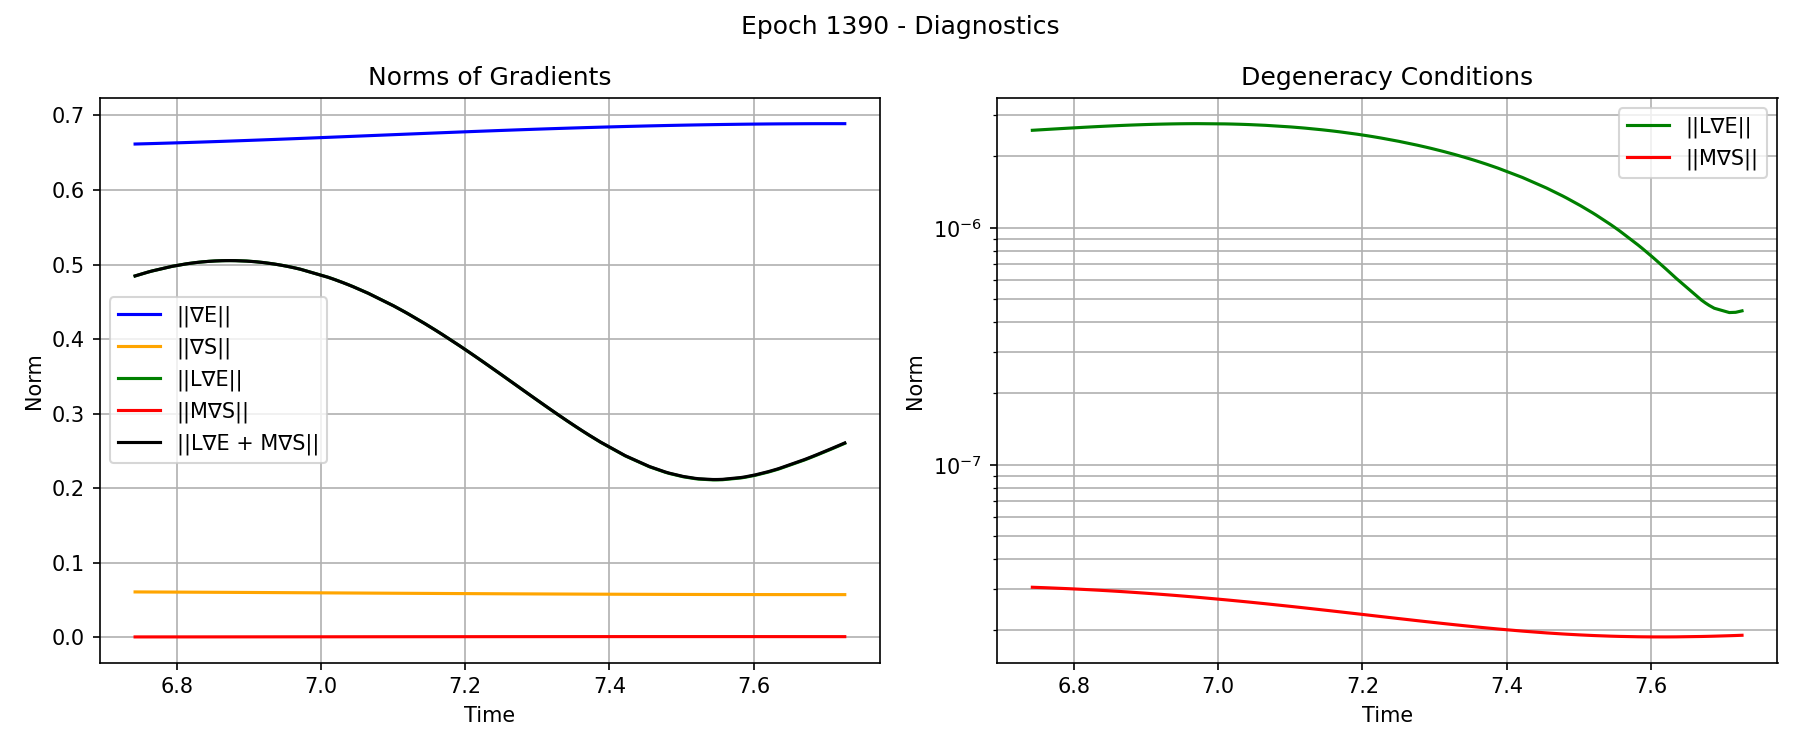 Epoch 1390 - Diagnostics
Norms of Gradients
Norm
0.7
0.6
0.5
0.4
0.3
0.2
0.1
0.0
||∇E||
||∇S||
||L∇E||
||M∇S||
||L∇E + M∇S||
6.8 7.0 7.2 7.4 7.6
Time
Degeneracy Conditions
Norm
10⁻⁶
10⁻⁷
||L∇E||
||M∇S||
6.8 7.0 7.2 7.4 7.6
Time